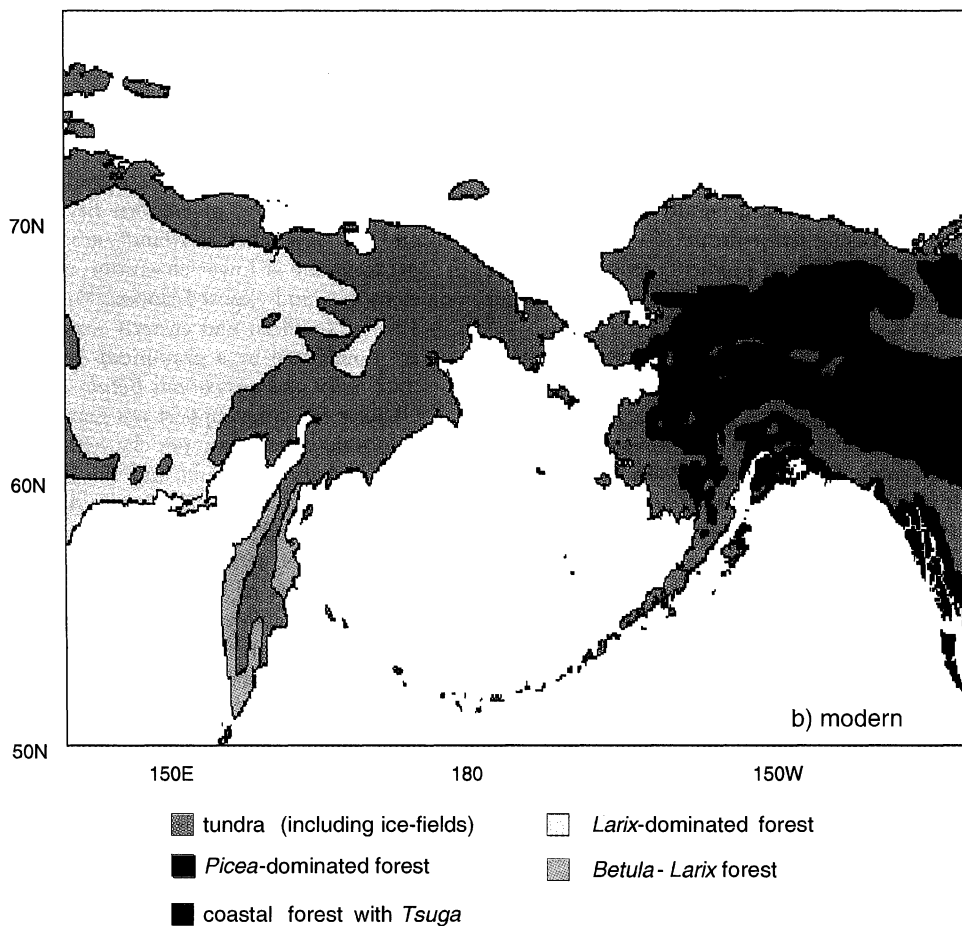 70N
60N
b) modern
50N
150E 180 150W
tundra (including ice-fields) Larix-dominated forest
Picea-dominated forest Betula - Larix forest
coastal forest with Tsuga